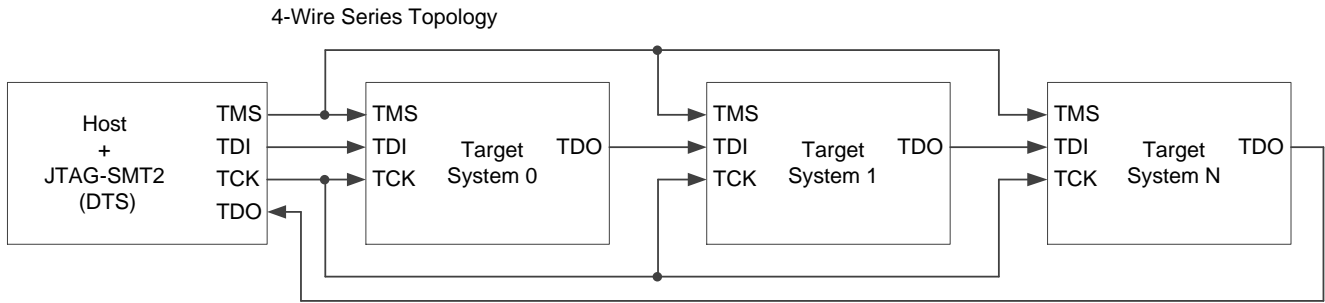 4-Wire Series Topology
Host
+
JTAG-SMT2
(DTS)
TMS
TDI
TCK
TDO
TMS
TDI
TCK
Target
System 0
TDO
TMS
TDI
TCK
Target
System 1
TDO
TMS
TDI
TCK
Target
System N
TDO